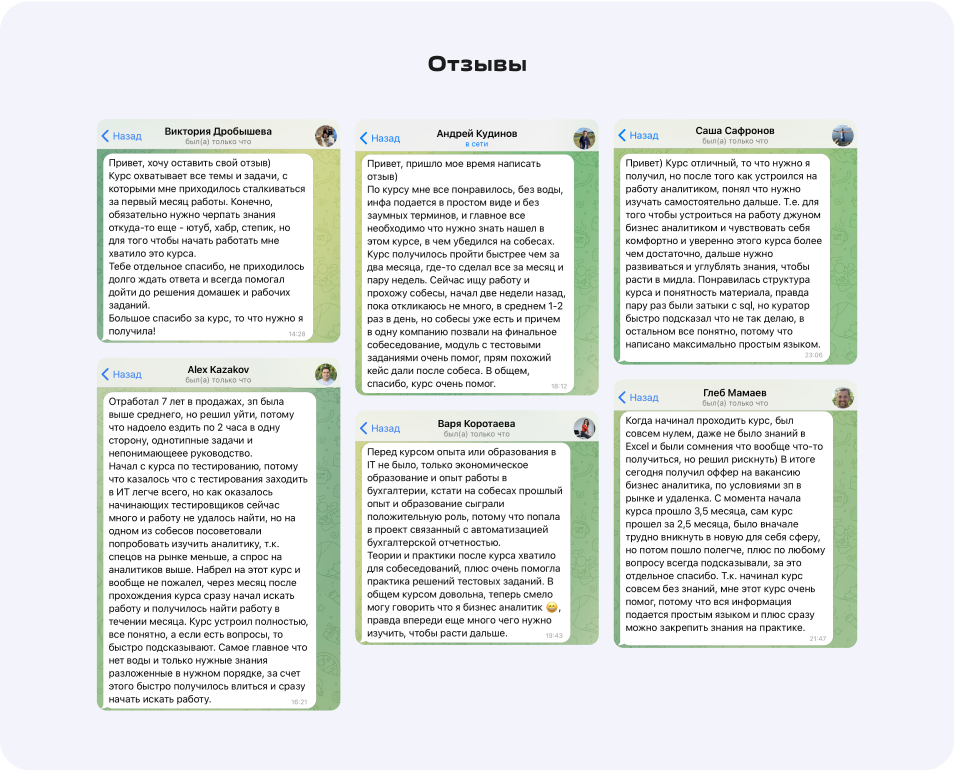 Отзывы
Назад
Виктория Дробышева
был(а) только что
Привет, хочу оставить свой отзыв)
Курс охватывает все темы и задачи, с
которыми мне приходилось сталкиваться
за первый месяц работы. Конечно,
обязательно нужно черпать знания
откуда-то еще - ютуб, хабр, степик, но
для того чтобы начать работать мне
хватило это курса.
Тебе отдельное спасибо, не приходилось
долго ждать ответа и всегда помогал
дойти до решения домашек и рабочих
заданий.
Большое спасибо за курс, то что нужно я
получила!
14:28
Назад
Alex Kazakov
был(а) только что
Отработал 7 лет в продажах, зп была
выше среднего, но решил уйти, потому
что надоело ездить по 2 часа в одну
сторону, однотипные задачи и
непонимающеее руководство.
Начал с курса по тестированию, потому
что казалось что с тестирования заходить
в ИТ легче всего, но как оказалось
начинающих тестировщиков сейчас
много и работу не удалось найти, но на
одном из собесов посоветовали
попробовать изучить аналитику, т.к.
спецов на рынке меньше, а спрос на
аналитиков выше. Набрел на этот курс и
вообще не пожалел, через месяц после
прохождения курса сразу начал искать
работу и получилось найти работу в
течении месяца. Курс устроил полностью,
все понятно, а если есть вопросы, то
быстро подсказывают. Самое главное что
нет воды и только нужные знания
разложенные в нужном порядке, за счет
этого быстро получилось влиться и сразу
начать искать работу.
16:21
Назад
Андрей Кудинов
в сети
Привет, пришло мое время написать
отзыв)
По курсу мне все понравилось, без воды,
инфа подается в простом виде и без
заумных терминов, и главное все
необходимо что нужно знать нашел в
этом курсе, в чем убедился на собесах.
Курс получилось пройти быстрее чем за
два месяца, где-то сделал все за месяц и
пару недель. Сейчас ищу работу и
прохожу собесы, начал две недели назад,
пока откликаюсь не много, в среднем 1-2
раз в день, но собесы уже есть и причем
в одну компанию позвали на финальное
собеседование, модуль с тестовыми
заданиями очень помог, прям похожий
кейс дали после собеса. В общем,
спасибо, курс очень помог.
18:12
Назад
Варя Коротаева
был(а) только что
Перед курсом опыта или образования в
IT не было, только экономическое
образование и опыт работы в
бухгалтерии, кстати на собесах прошлый
опыт и образование сыграли
положительную роль, потому что попала
в проект связанный с автоматизацией
бухгалтерской отчетностью.
Теории и практики после курса хватило
для собеседований, плюс очень помогла
практика решений тестовых заданий. В
общем курсом довольна, теперь смело
могу говорить что я бизнес аналитик 😄,
правда впереди еще много чего нужно
изучить, чтобы расти дальше.
19:43
Назад
Саша Сафронов
был(а) только что
Привет) Курс отличный, то что нужно я
получил, но после того как устроился на
работу аналитиком, понял что нужно
изучать самостоятельно дальше. Т.е. для
того чтобы устроиться на работу джуном
бизнес аналитиком и чувствовать себя
комфортно и уверенно этого курса более
чем достаточно, дальше нужно
развиваться и углублять знания, чтобы
расти в мидла. Понравилась структура
курса и понятность материала, правда
пару раз были затыки с sql, но куратор
быстро подсказал что не так делаю, в
остальном все понятно, потому что
написано максимально простым языком.
23:06
Назад
Глеб Мамаев
был(а) только что
Когда начинал проходить курс, был
совсем нулем, даже не было знаний в
Excel и были сомнения что вообще что-то
получиться, но решил рискнуть) В итоге
сегодня получил оффер на вакансию
бизнес аналитика, по условиями зп в
рынке и удаленка. С момента начала
курса прошло 3,5 месяца, сам курс
прошел за 2,5 месяца, было вначале
трудно вникнуть в новую для себя сферу,
но потом пошло полегче, плюс по любому
вопросу всегда подсказывали, за это
отдельное спасибо. Т.к. начинал курс
совсем без знаний, мне этот курс очень
помог, потому что вся информация
подается простым языком и плюс сразу
можно закрепить знания на практике.
21:47